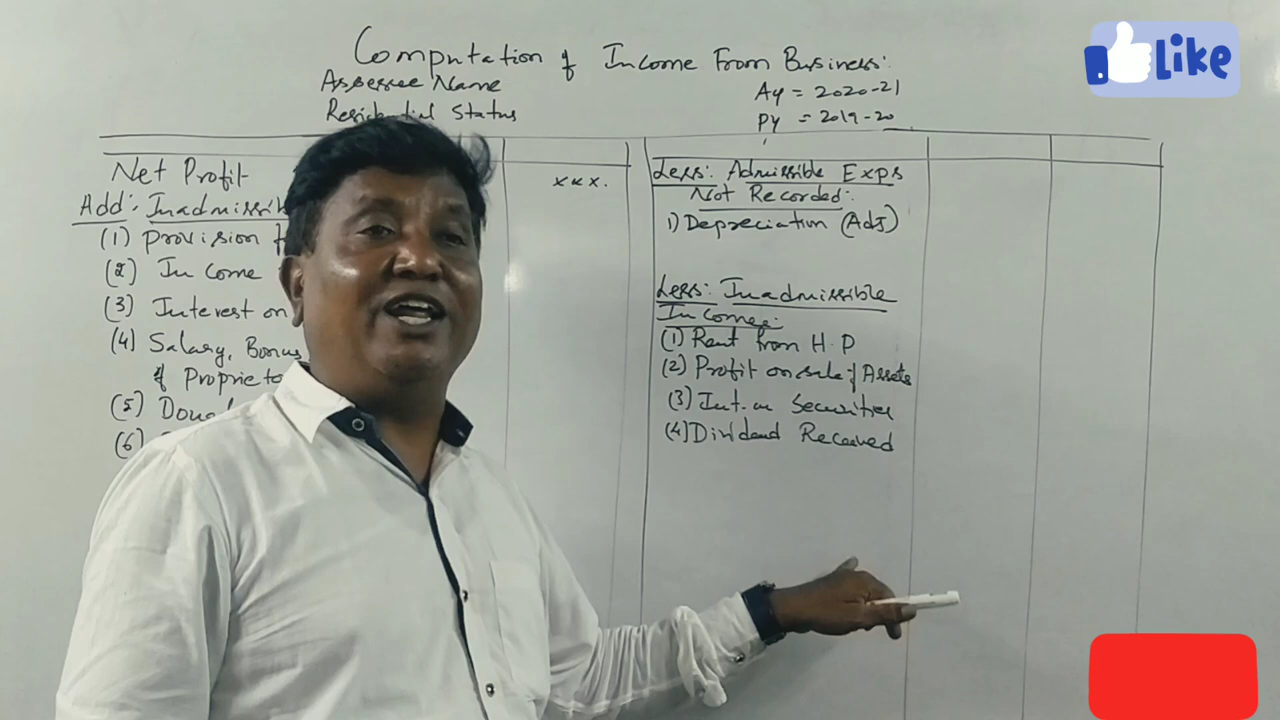 Computation of Income From Business:
Assessee Name
Residential Status
Ay = 2020-21
PY = 2019-20
Net Profit
x x x.
Add:- Inadmissib
(1) Provision
(2) Income
(3) Interest on
(4) Salary, Bonus
of Proprieto
(5) Dona
(6)
Less: Admissible Exps
Not Recorded:
1) Depreciation (Adj)
Less: Inadmissible
Income:
(1) Rent from H.P
(2) Profit on sale of Assets
(3) Int. on Securities
(4) Dividend Received
Like